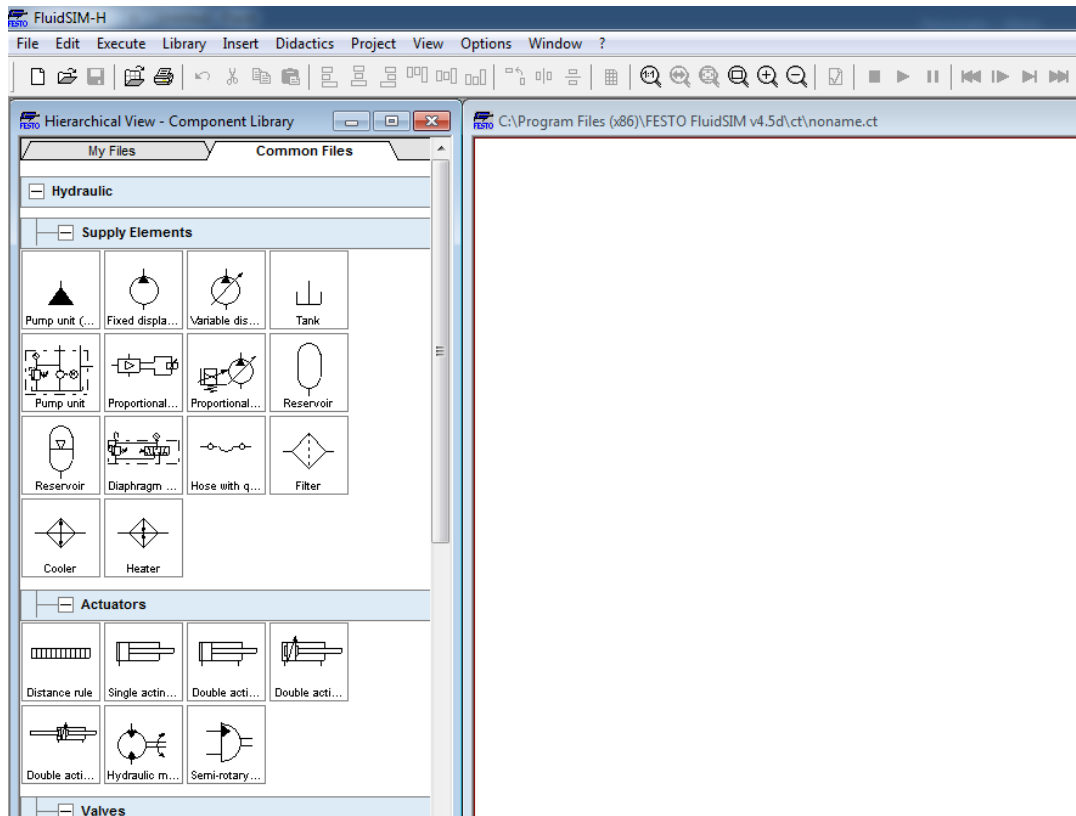 FluidSIM-H
File Edit Execute Library Insert Didactics Project View Options Window ?
FESTO Hierarchical View - Component Library
FESTO C:\Program Files (x86)\FESTO FluidSIM v4.5d\ct\noname.ct
My Files Common Files
Hydraulic
Supply Elements
Pump unit (... Fixed displa... Variable dis... Tank
Pump unit Proportional... Proportional... Reservoir
Reservoir Diaphragm ... Hose with q... Filter
Cooler Heater
Actuators
Distance rule Single actin... Double acti... Double acti...
Double acti... Hydraulic m... Semi-rotary...
Valves